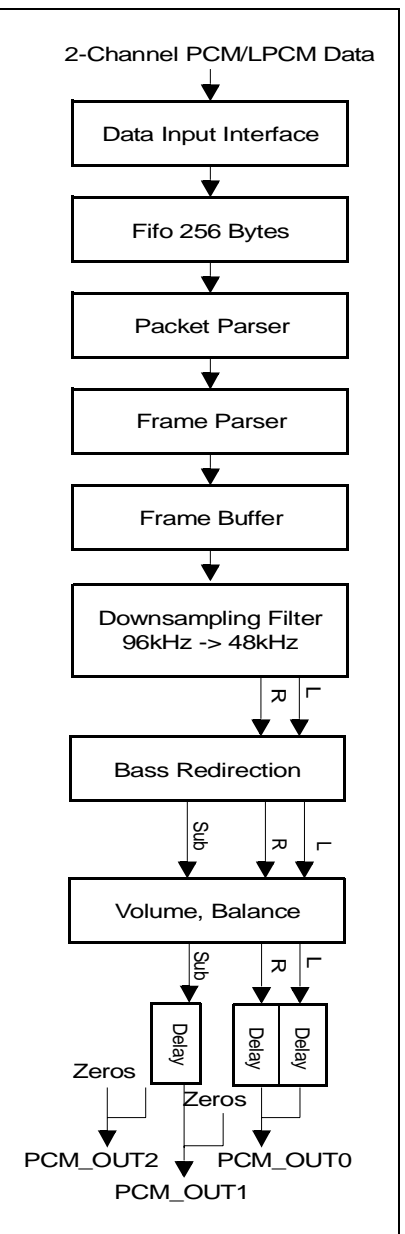 2-Channel PCM/LPCM Data
Data Input Interface
Fifo 256 Bytes
Packet Parser
Frame Parser
Frame Buffer
Downsampling Filter
96kHz -> 48kHz
R
L
Bass Redirection
Sub
R
L
Volume, Balance
Sub
R
L
Delay
Delay
Delay
Zeros
Zeros
PCM_OUT2
PCM_OUT0
PCM_OUT1